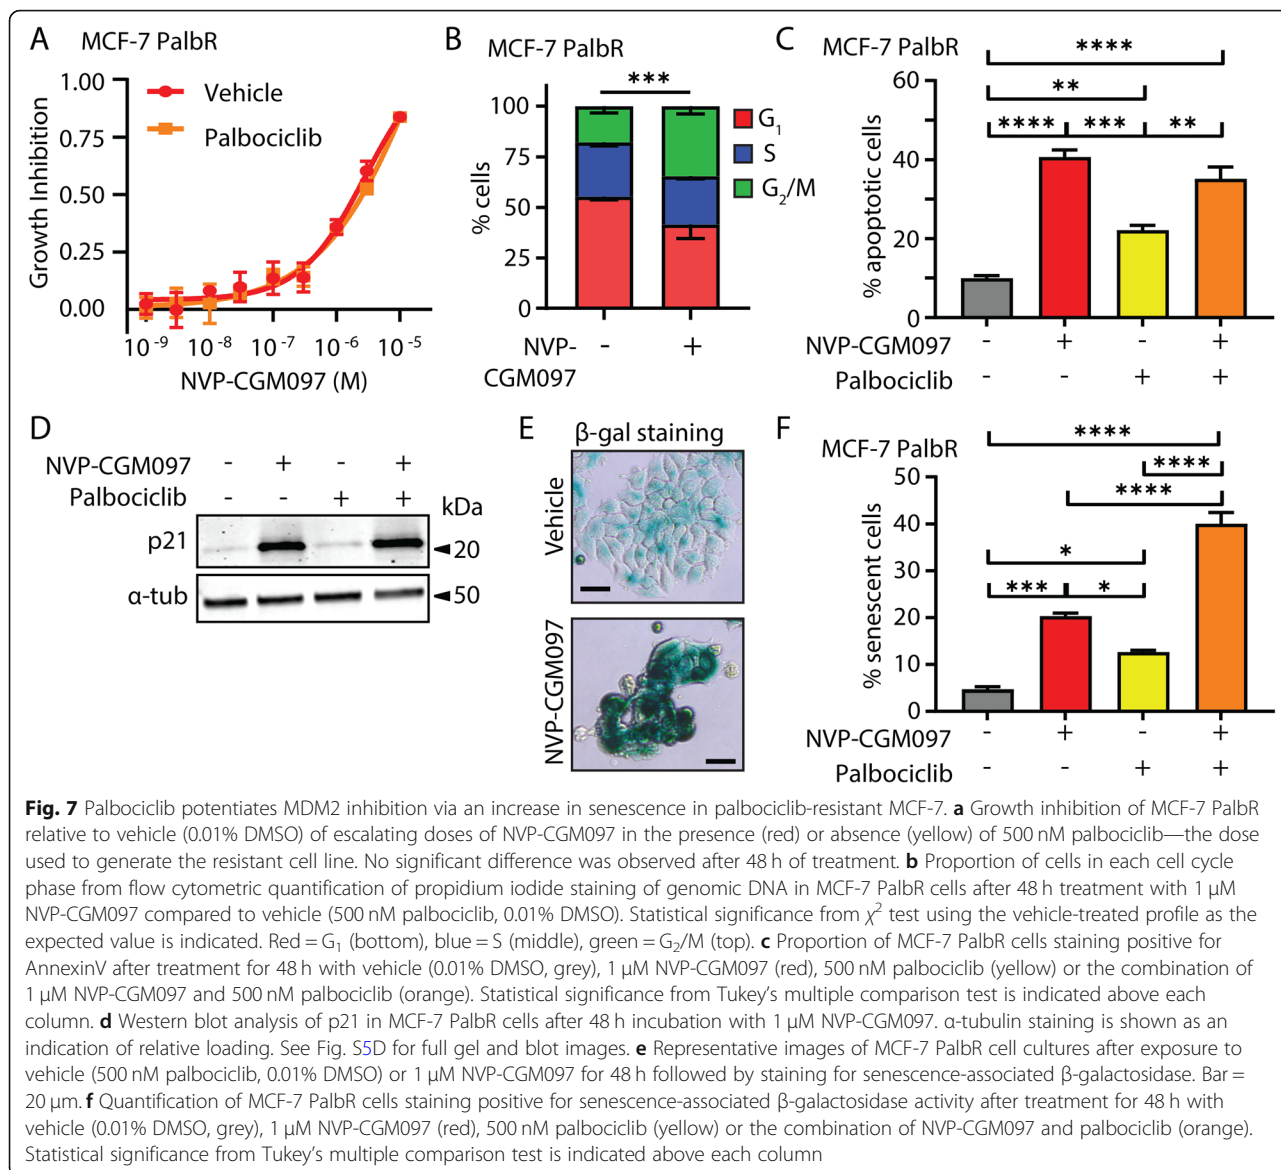 A MCF-7 PalbR
1.00
0.75
0.50
0.25
0.00
Growth Inhibition
Vehicle
Palbociclib
10-9 10-8 10-7 10-6 10-5
NVP-CGM097 (M)
B MCF-7 PalbR
***
100
75
50
25
0
% cells
G1
S
G2/M
NVP-CGM097 - +
C MCF-7 PalbR
****
**
**** *** **
60
40
20
0
% apoptotic cells
NVP-CGM097 - + - +
Palbociclib - - + +
D
NVP-CGM097 - + - +
Palbociclib - - + + kDa
p21 20
α-tub 50
E β-gal staining
Vehicle
NVP-CGM097
F MCF-7 PalbR
****
****
****
*
*** *
50
40
30
20
10
0
% senescent cells
NVP-CGM097 - + - +
Palbociclib - - + +
Fig. 7 Palbociclib potentiates MDM2 inhibition via an increase in senescence in palbociclib-resistant MCF-7. a Growth inhibition of MCF-7 PalbR
relative to vehicle (0.01% DMSO) of escalating doses of NVP-CGM097 in the presence (red) or absence (yellow) of 500 nM palbociclib—the dose
used to generate the resistant cell line. No significant difference was observed after 48 h of treatment. b Proportion of cells in each cell cycle
phase from flow cytometric quantification of propidium iodide staining of genomic DNA in MCF-7 PalbR cells after 48 h treatment with 1 μM
NVP-CGM097 compared to vehicle (500 nM palbociclib, 0.01% DMSO). Statistical significance from χ2 test using the vehicle-treated profile as the
expected value is indicated. Red = G1 (bottom), blue = S (middle), green = G2/M (top). c Proportion of MCF-7 PalbR cells staining positive for
AnnexinV after treatment for 48 h with vehicle (0.01% DMSO, grey), 1 μM NVP-CGM097 (red), 500 nM palbociclib (yellow) or the combination of
1 μM NVP-CGM097 and 500 nM palbociclib (orange). Statistical significance from Tukey's multiple comparison test is indicated above each
column. d Western blot analysis of p21 in MCF-7 PalbR cells after 48 h incubation with 1 μM NVP-CGM097. α-tubulin staining is shown as an
indication of relative loading. See Fig. S5D for full gel and blot images. e Representative images of MCF-7 PalbR cell cultures after exposure to
vehicle (500 nM palbociclib, 0.01% DMSO) or 1 μM NVP-CGM097 for 48 h followed by staining for senescence-associated β-galactosidase. Bar =
20 μm. f Quantification of MCF-7 PalbR cells staining positive for senescence-associated β-galactosidase activity after treatment for 48 h with
vehicle (0.01% DMSO, grey), 1 μM NVP-CGM097 (red), 500 nM palbociclib (yellow) or the combination of NVP-CGM097 and palbociclib (orange).
Statistical significance from Tukey's multiple comparison test is indicated above each column